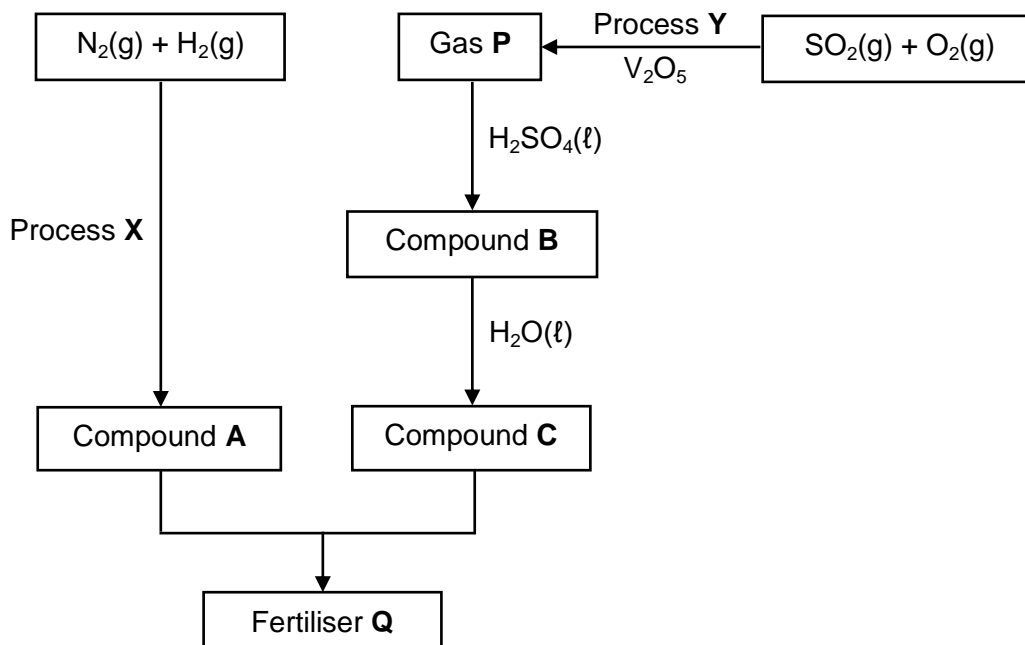 N₂(g) + H₂(g)
Gas P
Process Y
V₂O₅
SO₂(g) + O₂(g)
H₂SO₄(ℓ)
Process X
Compound B
H₂O(ℓ)
Compound A
Compound C
Fertiliser Q